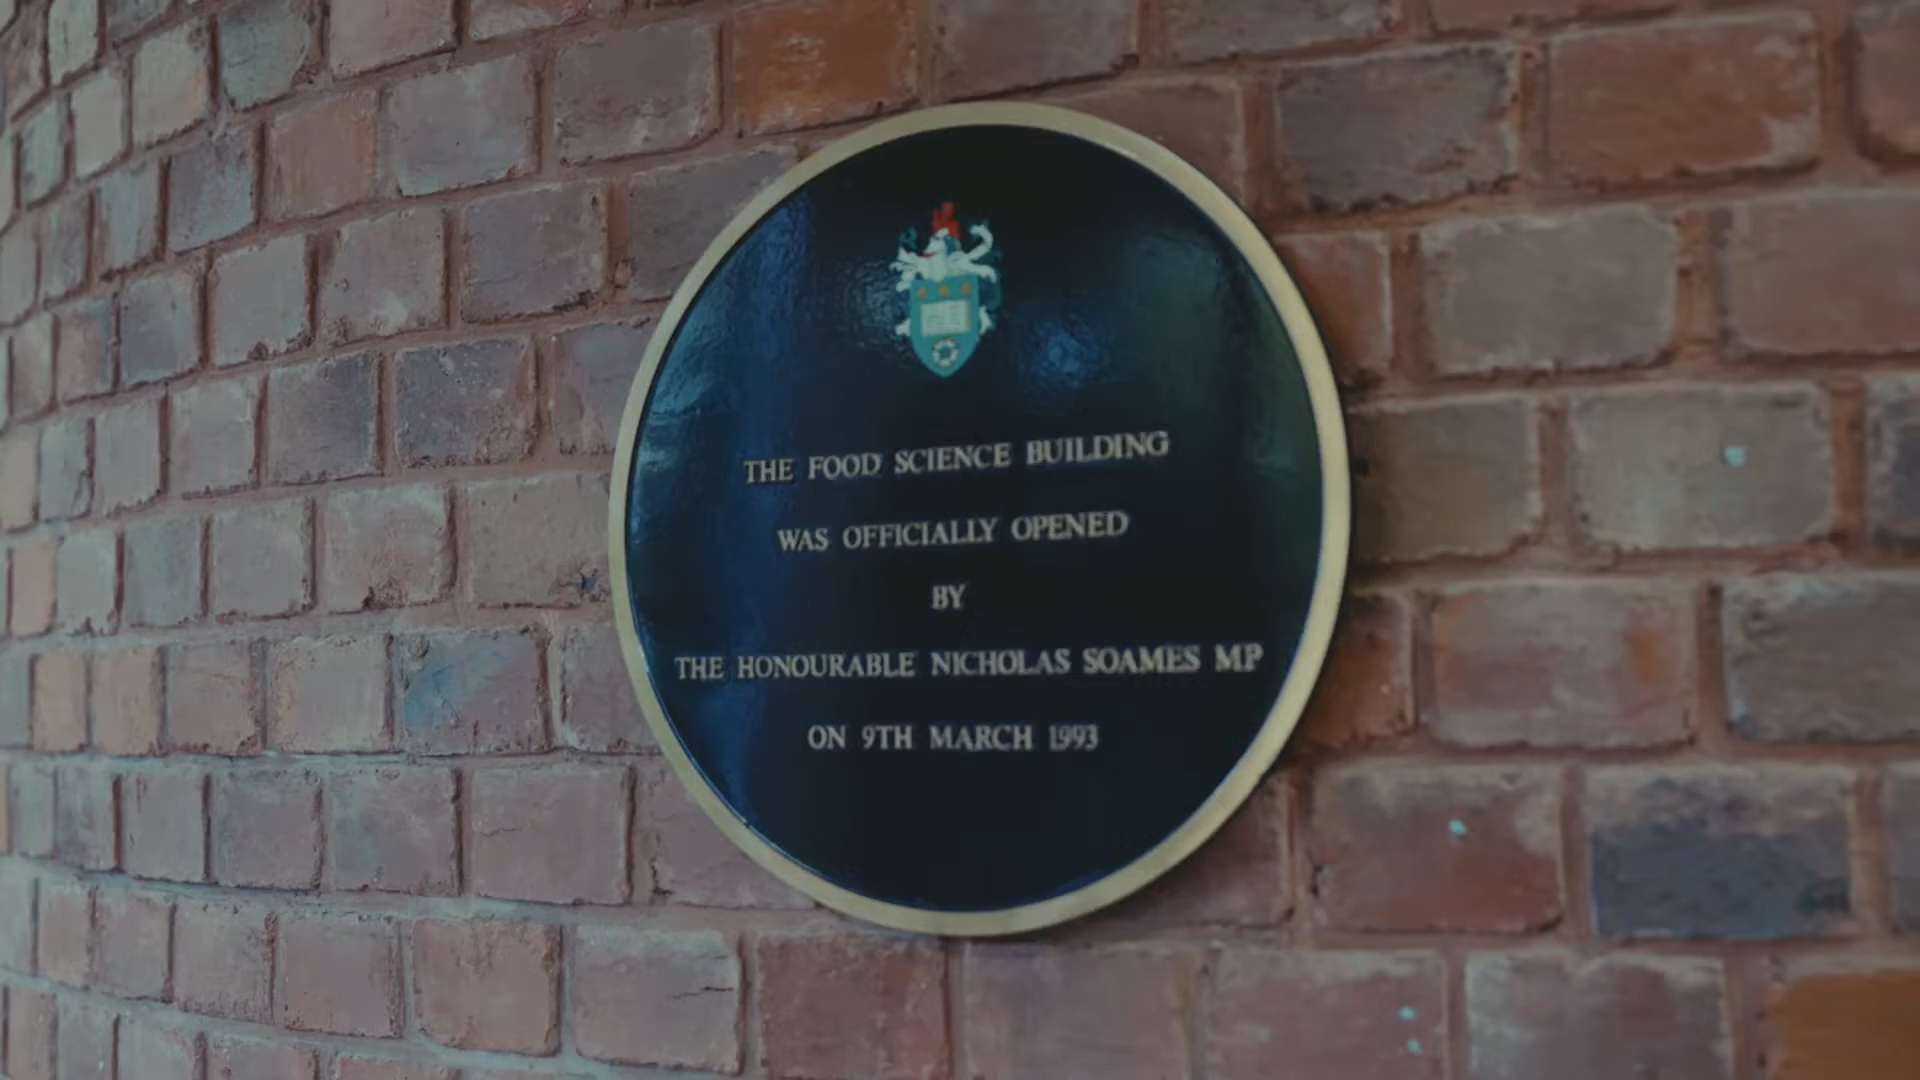 THE FOOD SCIENCE BUILDING
WAS OFFICIALLY OPENED
BY
THE HONOURABLE NICHOLAS SOAMES MP
ON 9TH MARCH 1993